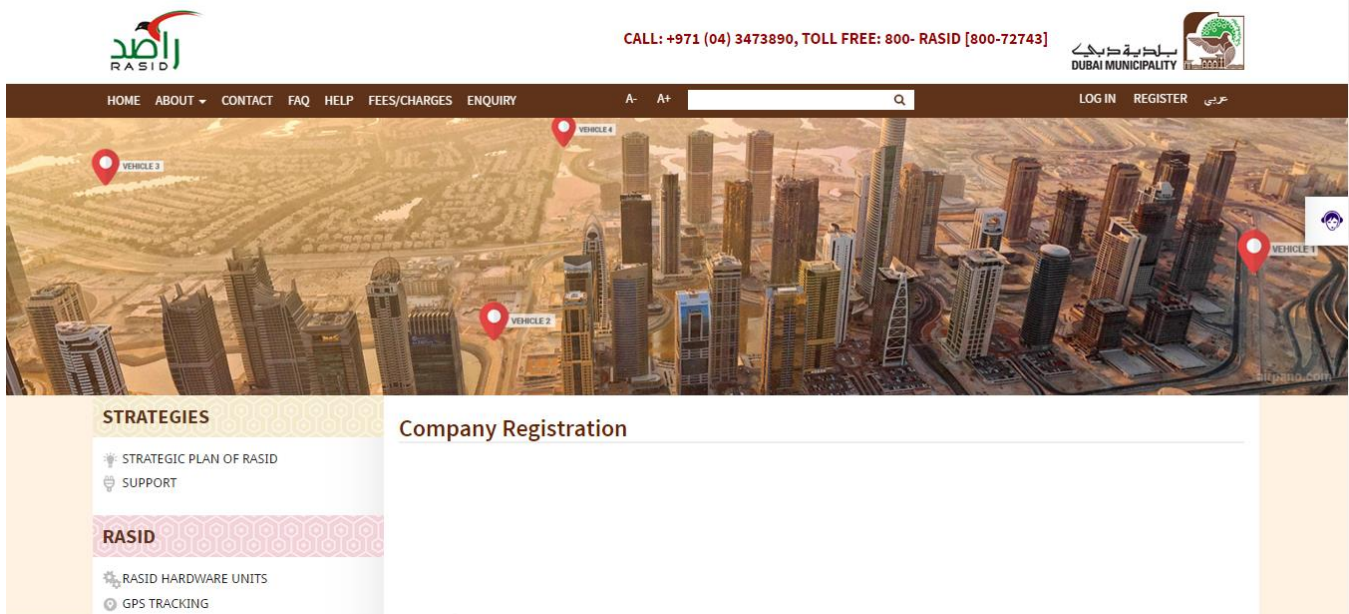 راصد
RASID
CALL: +971 (04) 3473890, TOLL FREE: 800- RASID [800-72743]
بلدية دبي
DUBAI MUNICIPALITY
HOME ABOUT CONTACT FAQ HELP FEES/CHARGES ENQUIRY A- A+ LOG IN REGISTER عربي
VEHICLE 4
VEHICLE 3
VEHICLE 1
VEHICLE 2
airpano.com
STRATEGIES
STRATEGIC PLAN OF RASID
SUPPORT
Company Registration
RASID
RASID HARDWARE UNITS
GPS TRACKING